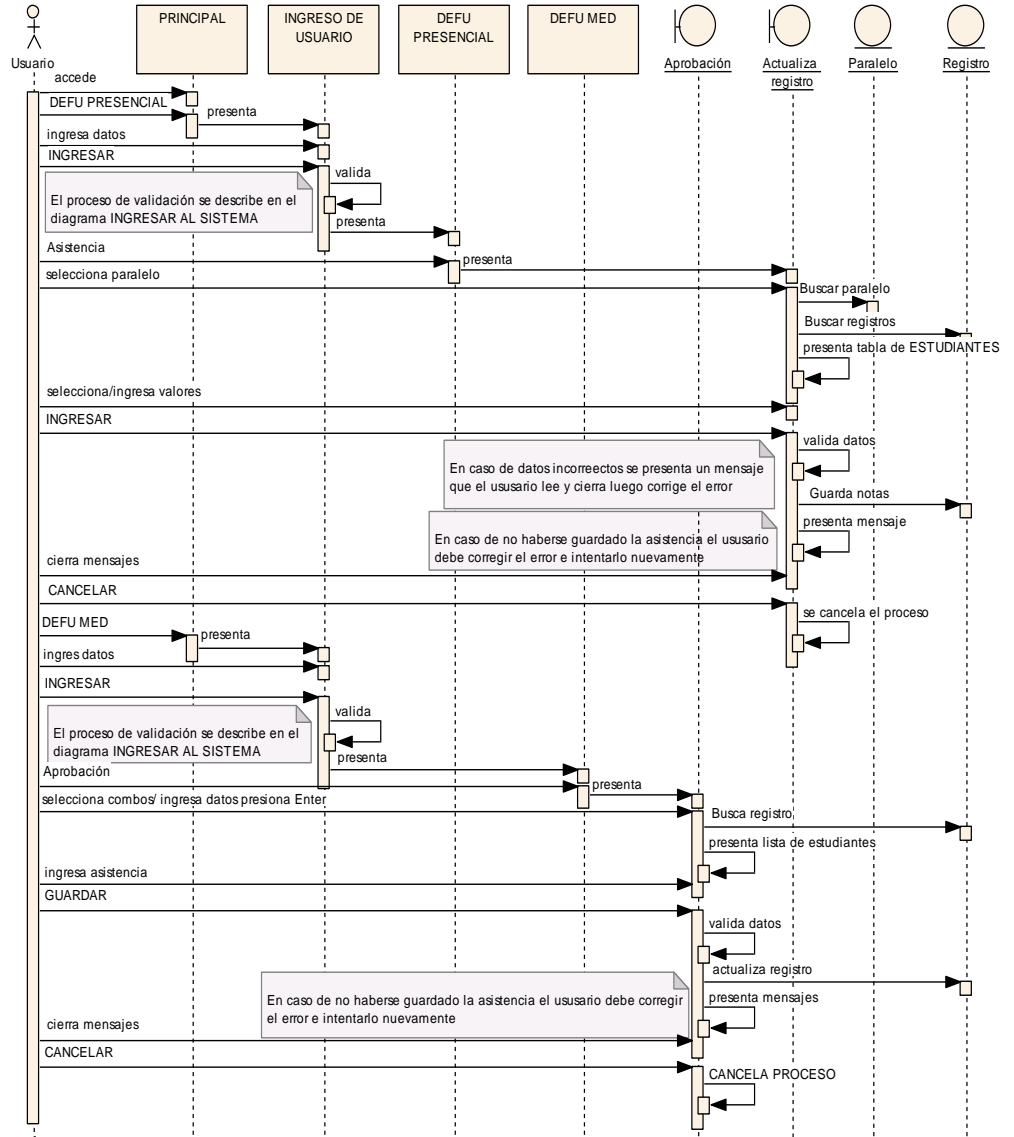 PRINCIPAL
INGRESO DE
USUARIO
DEFU
PRESENCIAL
DEFU MED
Usuario
Aprobación
Actualiza
registro
Paralelo
Registro
accede
DEFU PRESENCIAL
presenta
ingresa datos
INGRESAR
valida
El proceso de validación se describe en el
diagrama INGRESAR AL SISTEMA
presenta
Asistencia
presenta
selecciona paralelo
Buscar paralelo
Buscar registros
presenta tabla de ESTUDIANTES
selecciona/ingresa valores
INGRESAR
valida datos
En caso de datos incorreectos se presenta un mensaje
que el ususario lee y cierra luego corrige el error
Guarda notas
presenta mensaje
En caso de no haberse guardado la asistencia el ususario
debe corregir el error e intentarlo nuevamente
cierra mensajes
CANCELAR
se cancela el proceso
DEFU MED
presenta
ingres datos
INGRESAR
valida
El proceso de validación se describe en el
diagrama INGRESAR AL SISTEMA
presenta
Aprobación
presenta
selecciona combos/ ingresa datos presiona Enter
Busca registro
presenta lista de estudiantes
ingresa asistencia
GUARDAR
valida datos
actualiza registro
En caso de no haberse guardado la asistencia el ususario debe corregir
el error e intentarlo nuevamente
presenta mensajes
cierra mensajes
CANCELAR
CANCELA PROCESO